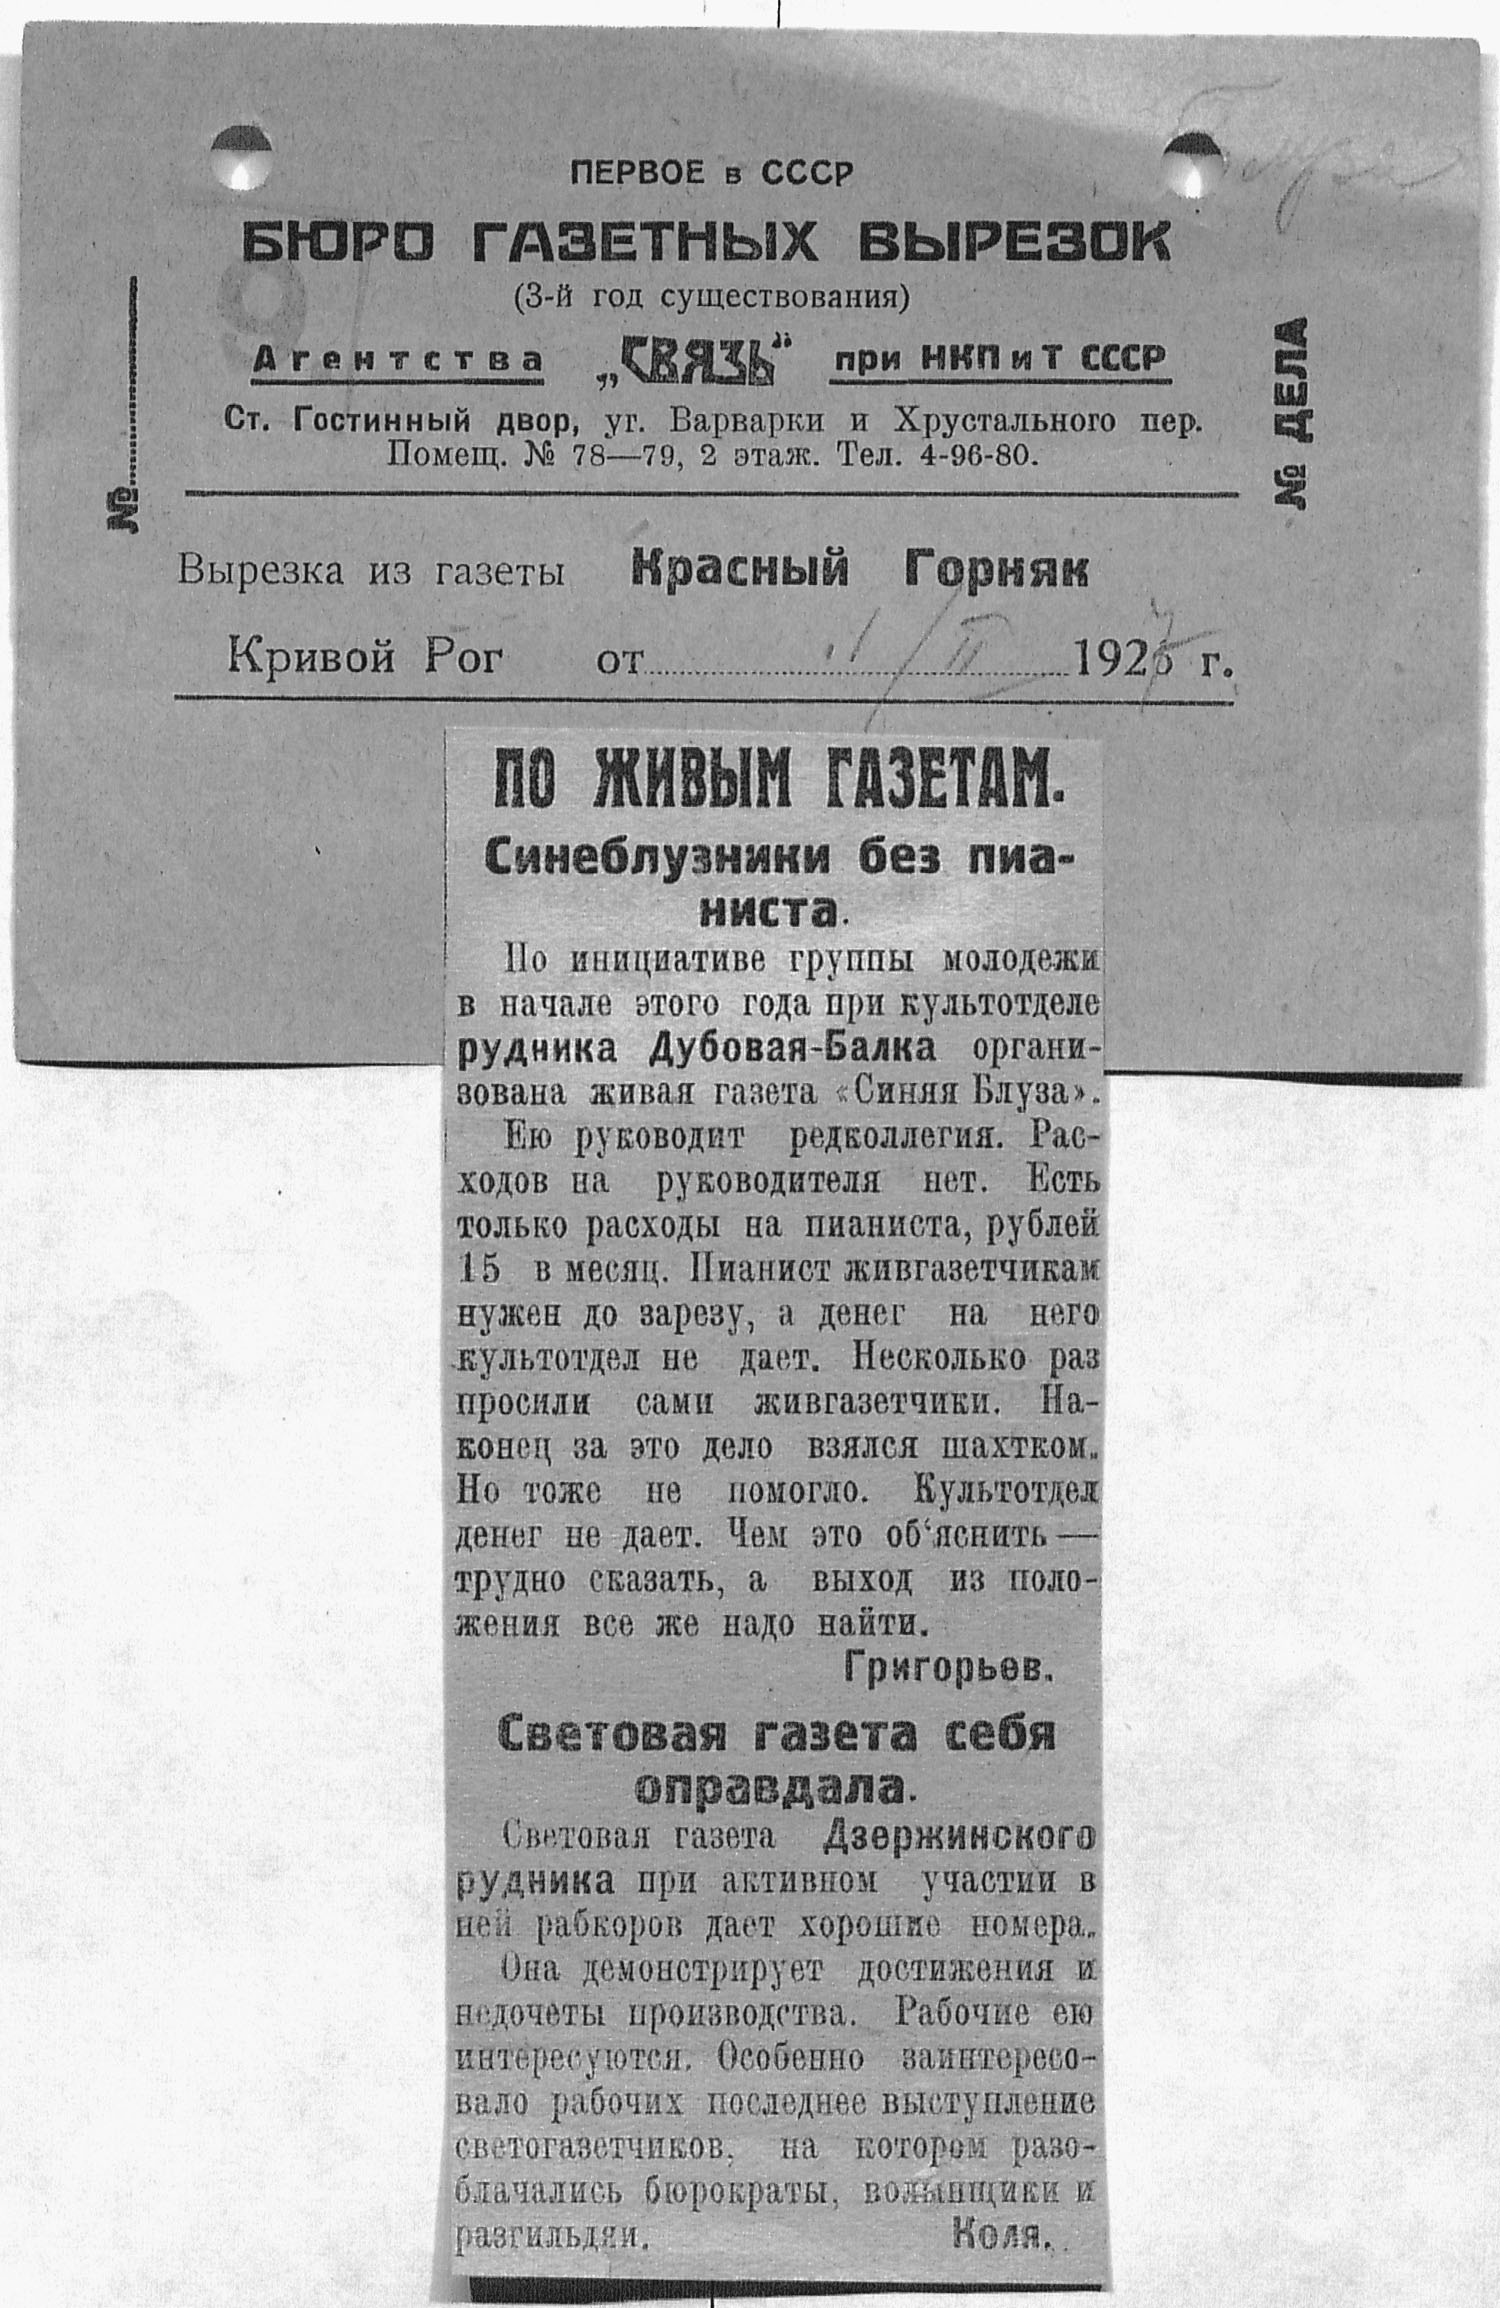 ПЕРВОЕ в СССР
БЮРО ГАЗЕТНЫХ ВЫРЕЗОК
(3-й год существования)
Агентства „СВЯЗЬ" при НКПиТ СССР
Ст. Гостинный двор, уг. Варварки и Хрустального пер.
Помещ. № 78—79, 2 этаж. Тел. 4-96-80.
№
№ ДЕЛА
Вырезка из газеты Красный Горняк
Кривой Рог от 11/II 1927 г.
ПО ЖИВЫМ ГАЗЕТАМ.
Синеблузники без пиа-
ниста.
По инициативе группы молодежи
в начале этого года при культотделе
рудника Дубовая-Балка органи-
зована живая газета «Синяя Блуза».
Ею руководит редколлегия. Рас-
ходов на руководителя нет. Есть
только расходы на пианиста, рублей
15 в месяц. Пианист живгазетчикам
нужен до зарезу, а денег на него
культотдел не дает. Несколько раз
просили сами живгазетчики. На-
конец за это дело взялся шахтком.
Но тоже не помогло. Культотдел
денег не дает. Чем это об'яснить —
трудно сказать, а выход из поло-
жения все же надо найти.
Григорьев.
Световая газета себя
оправдала.
Световая газета Дзержинского
рудника при активном участии в
ней рабкоров дает хорошие номера.
Она демонстрирует достижения и
недочеты производства. Рабочие ею
интересуются. Особенно заинтересо-
вало рабочих последнее выступление
светогазетчиков, на котором разо-
блачались бюрократы, волынщики и
разгильдяи. Коля.